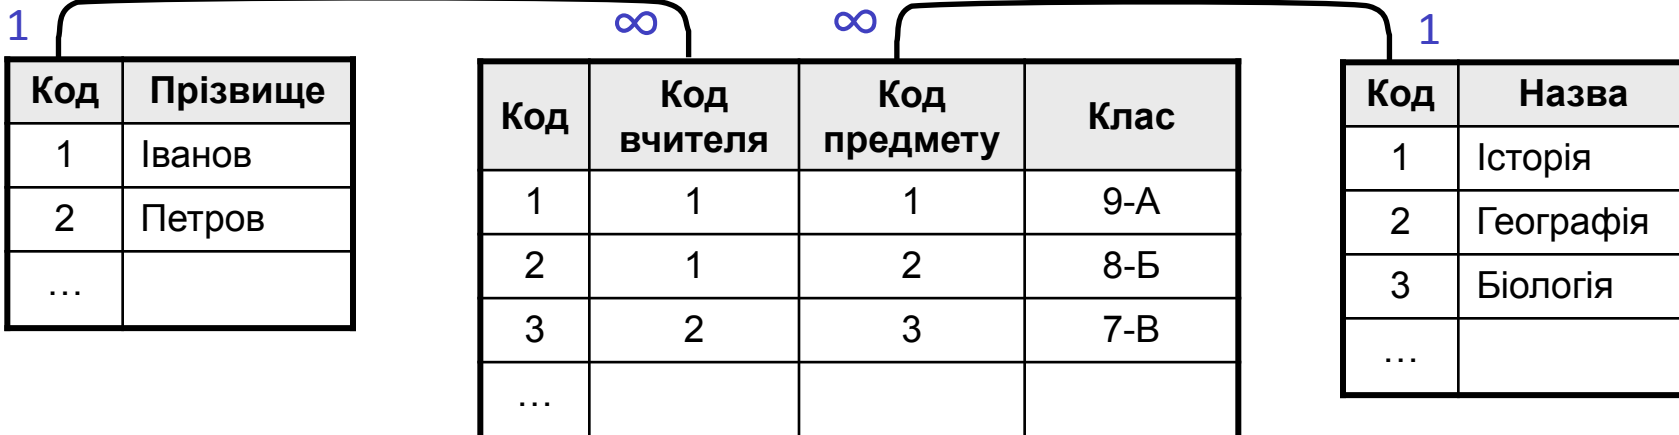 1 ∞ ∞ 1
Код Прізвище
1 Іванов
2 Петров
…
Код Код вчителя Код предмету Клас
1 1 1 9-А
2 1 2 8-Б
3 2 3 7-В
…
Код Назва
1 Історія
2 Географія
3 Біологія
…